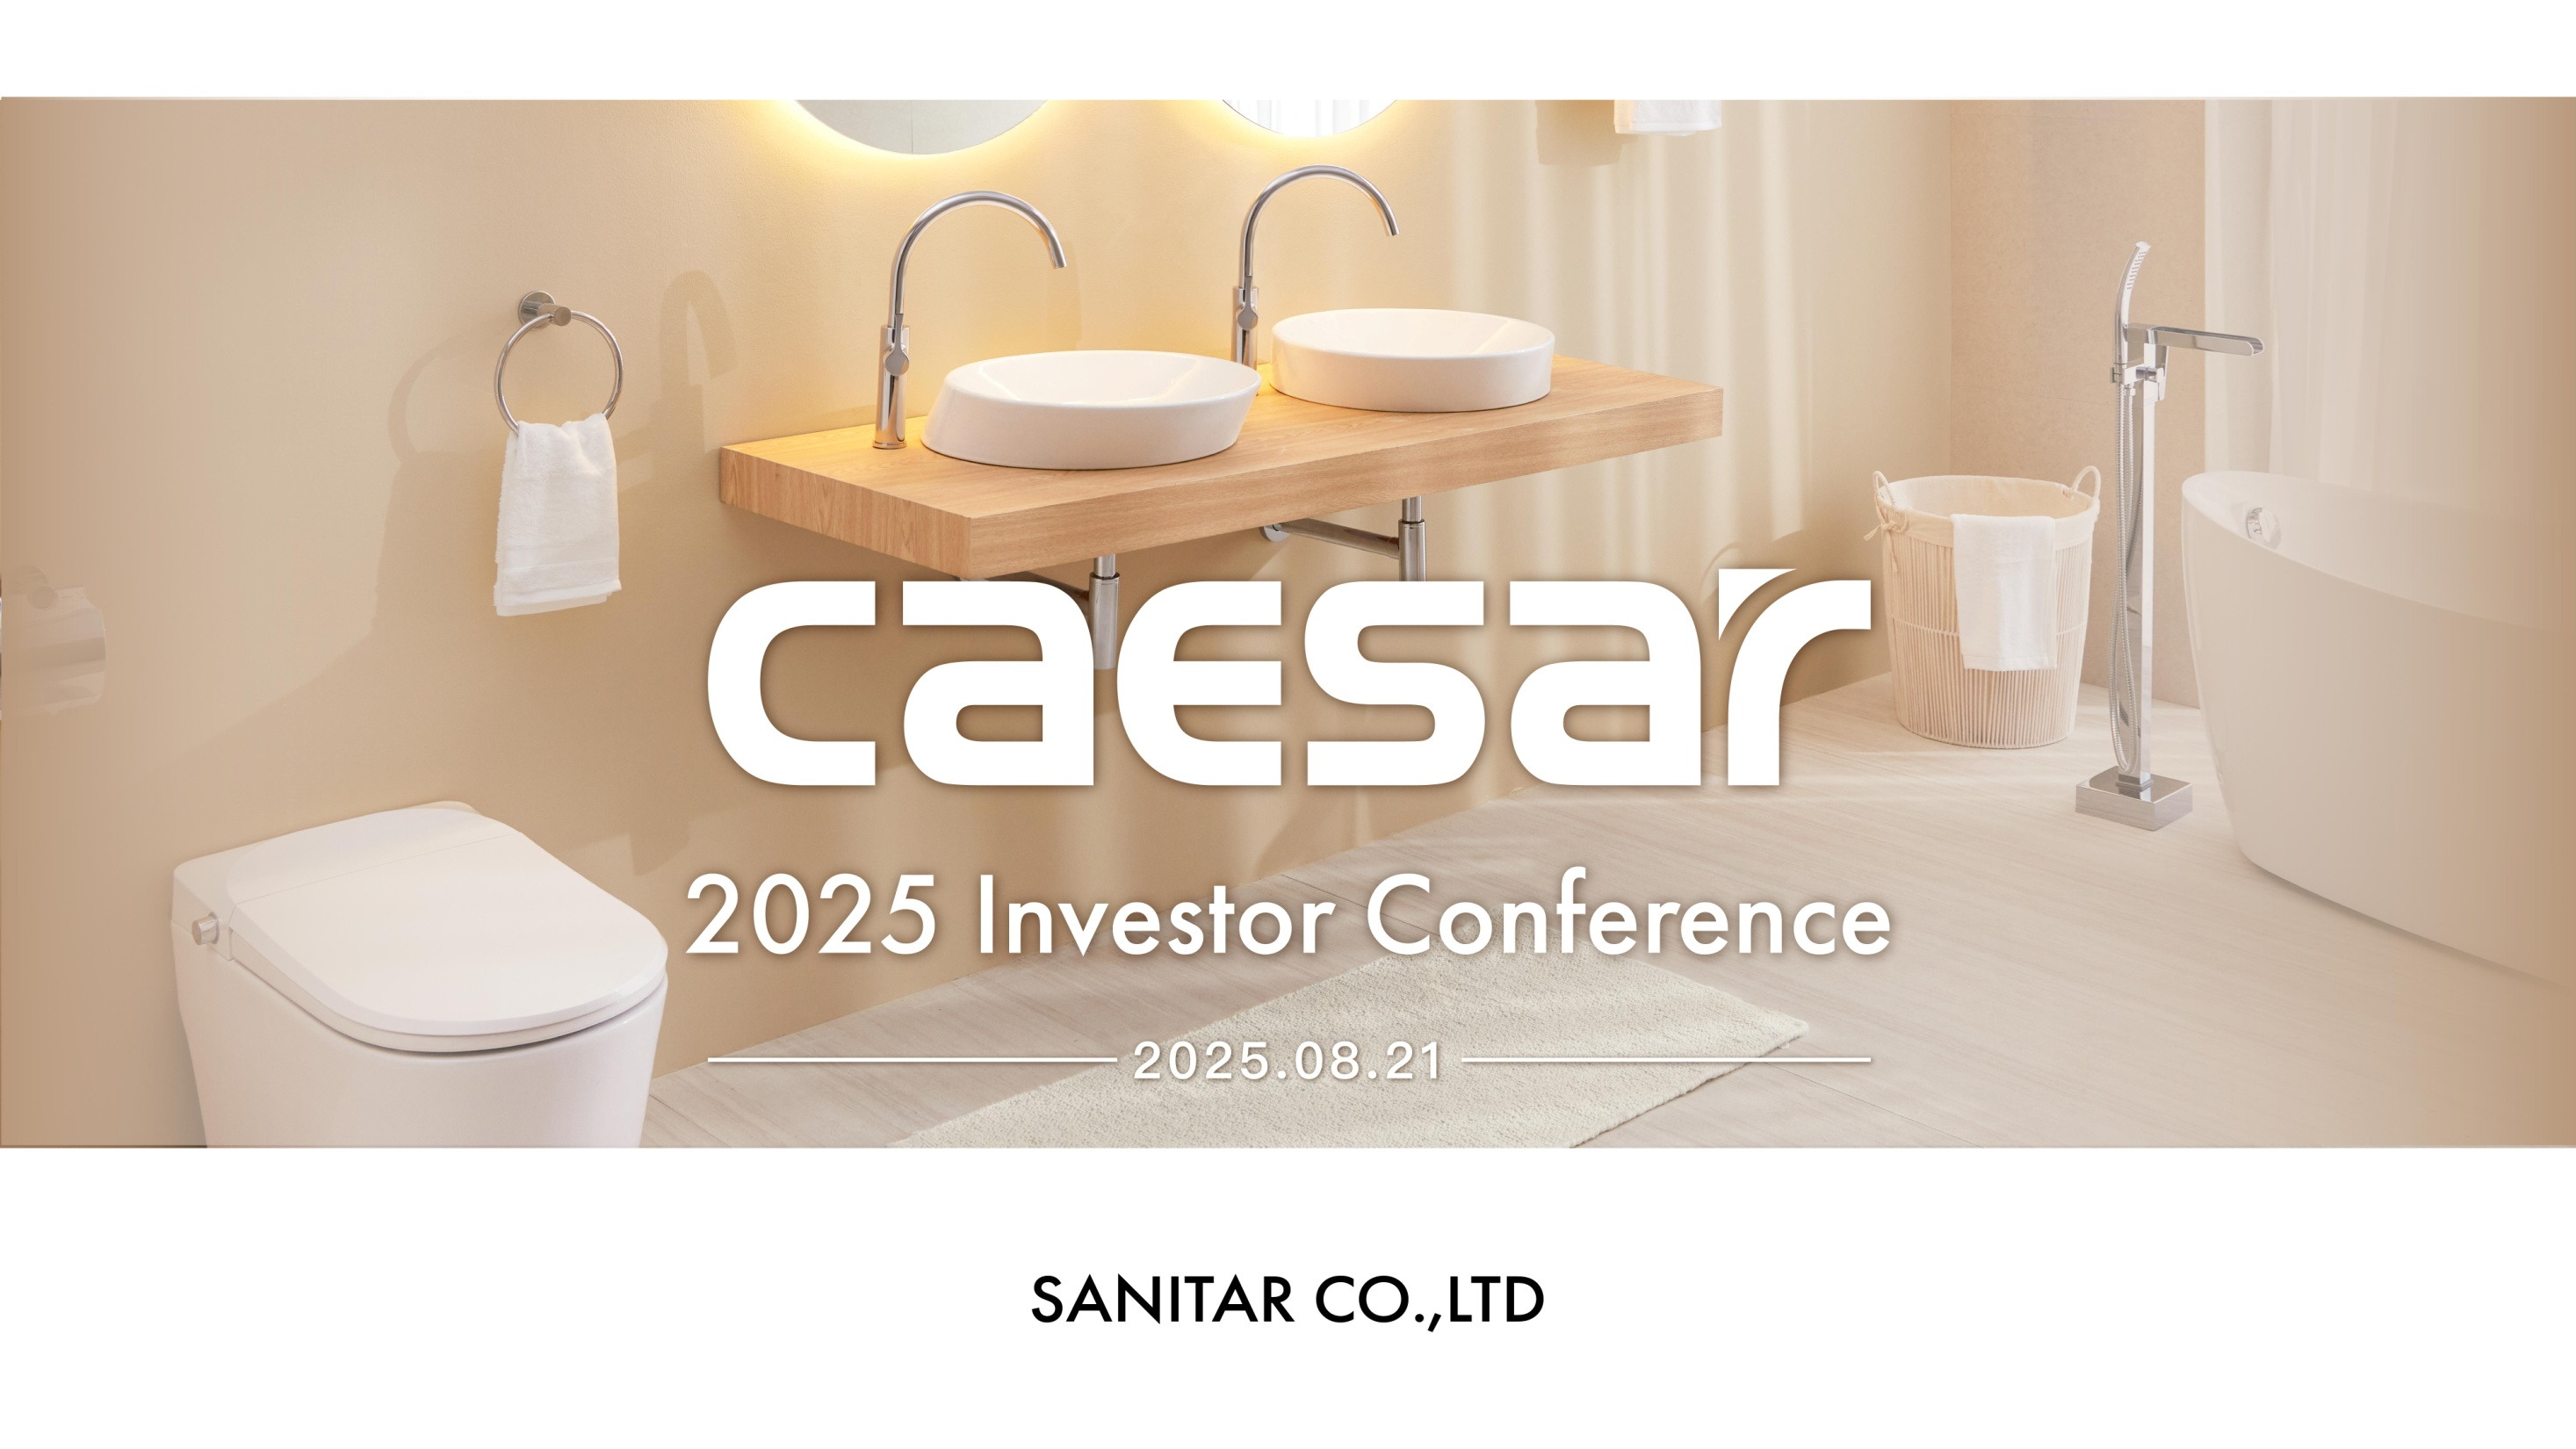 caesar
2025 Investor Conference
2025.08.21
SANITAR CO.,LTD